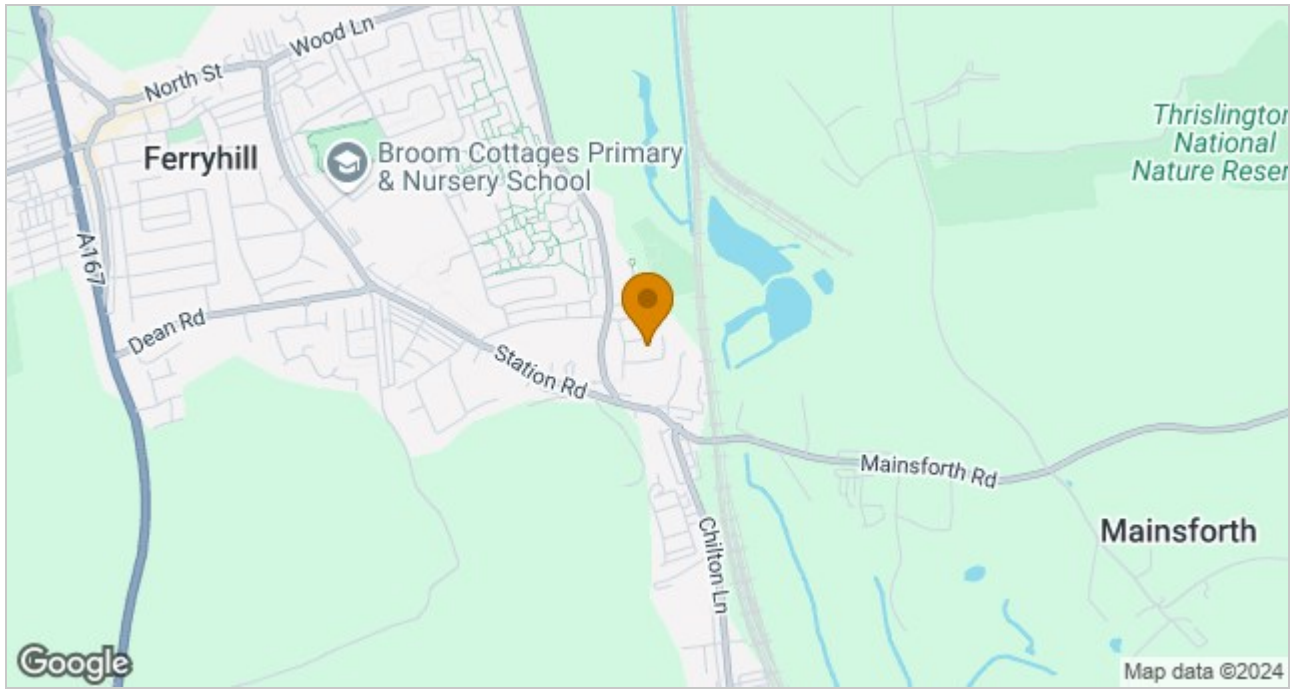 Wood Ln
North St
Thrislington
National
Nature Reser
Ferryhill
Broom Cottages Primary
& Nursery School
A167
Dean Rd
Station Rd
Mainsforth Rd
Mainsforth
Chilton Ln
Google
Map data ©2024